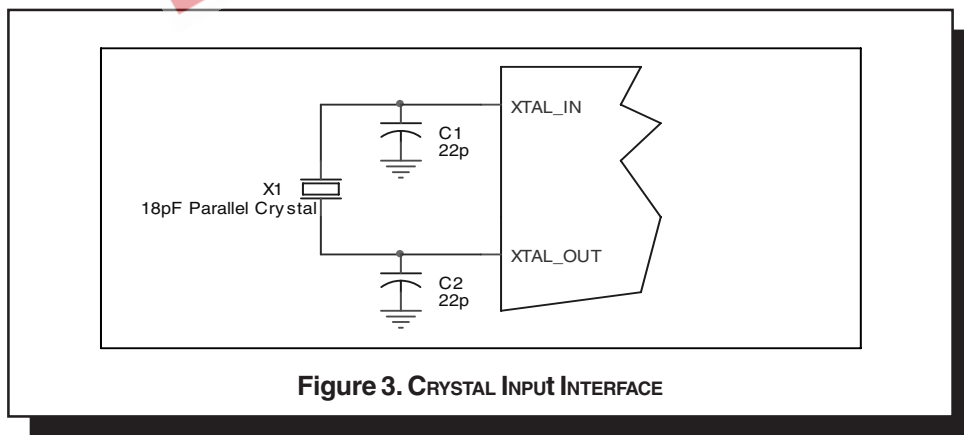 XTAL_IN
C1
22p
X1
18pF Parallel Crystal
XTAL_OUT
C2
22p
Figure 3. CRYSTAL INPUt INTERFACE